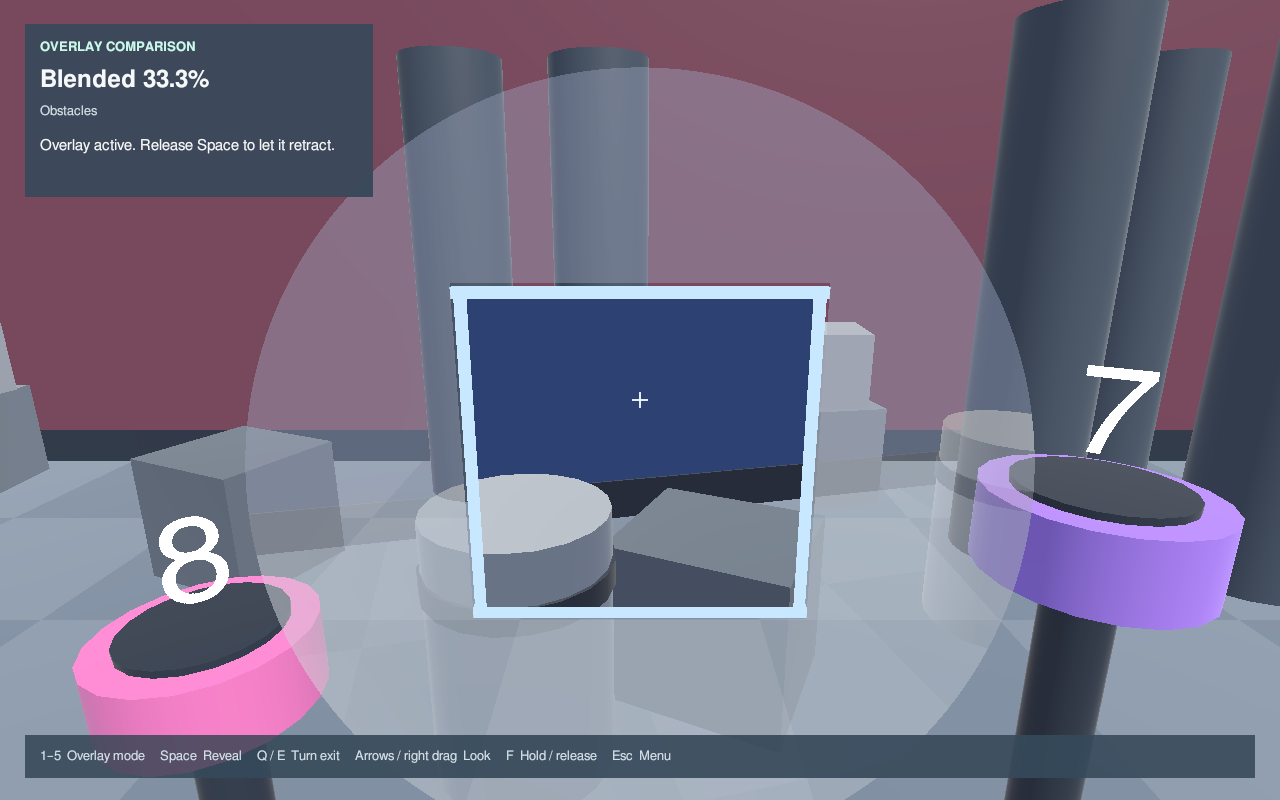 OVERLAY COMPARISON
Blended 33.3%
Obstacles
Overlay active. Release Space to let it retract.
7
8
1–5 Overlay mode Space Reveal Q / E Turn exit Arrows / right drag Look F Hold / release Esc Menu